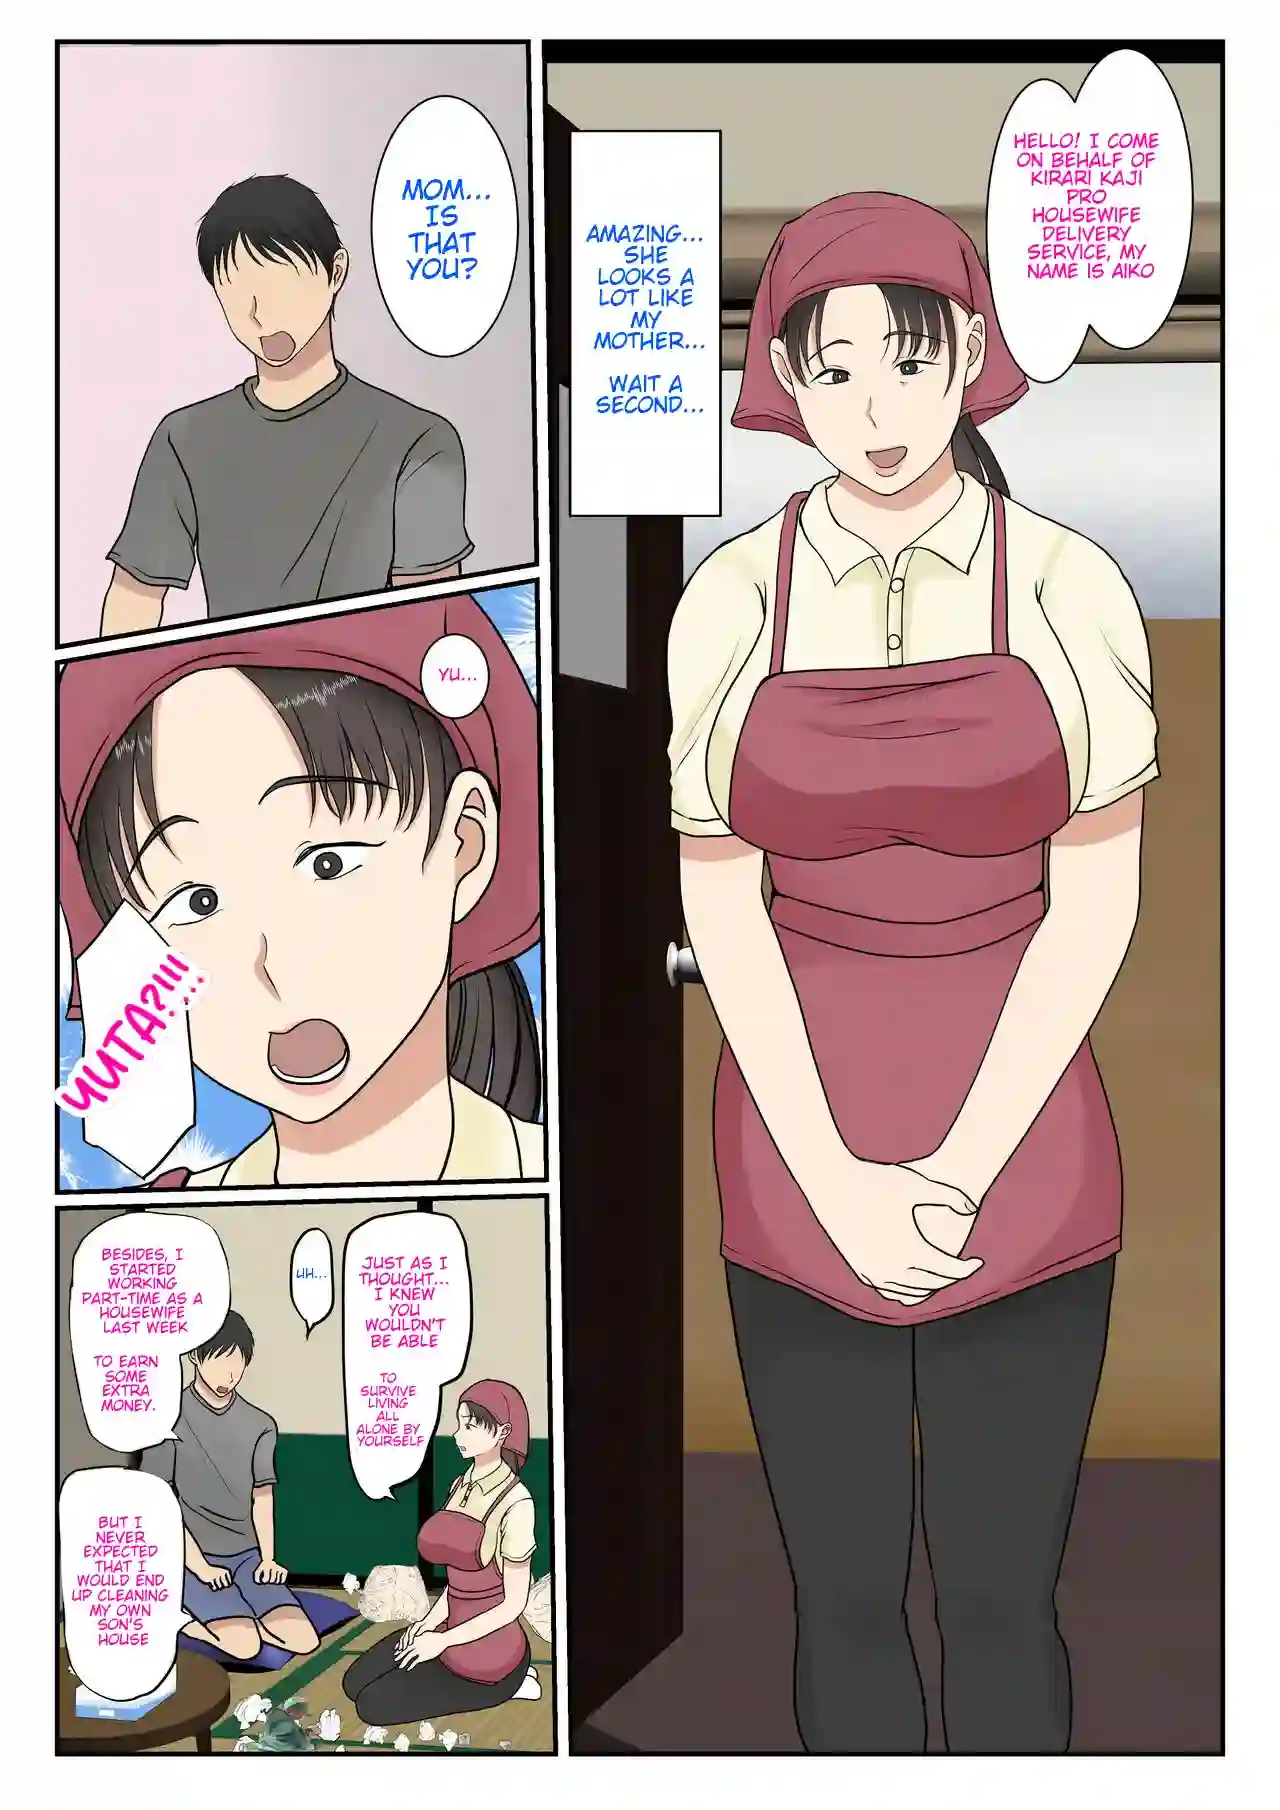 HELLO! I COME
ON BEHALF OF
KIRARI KAJI
PRO
HOUSEWIFE
DELIVERY
SERVICE, MY
NAME IS AIKO
AMAZING...
SHE
LOOKS A
LOT LIKE
MY
MOTHER...
WAIT A
SECOND...
MOM...
IS
THAT
YOU?
YU...
YUTA?!!!
JUST AS I
THOUGHT...
I KNEW
YOU
WOULDN'T
BE ABLE
TO
SURVIVE
LIVING
ALL
ALONE BY
YOURSELF
UH...
BESIDES, I
STARTED
WORKING
PART-TIME AS A
HOUSEWIFE
LAST WEEK
TO EARN
SOME
EXTRA
MONEY.
BUT I
NEVER
EXPECTED
THAT I
WOULD END
UP CLEANING
MY OWN
SON'S
HOUSE